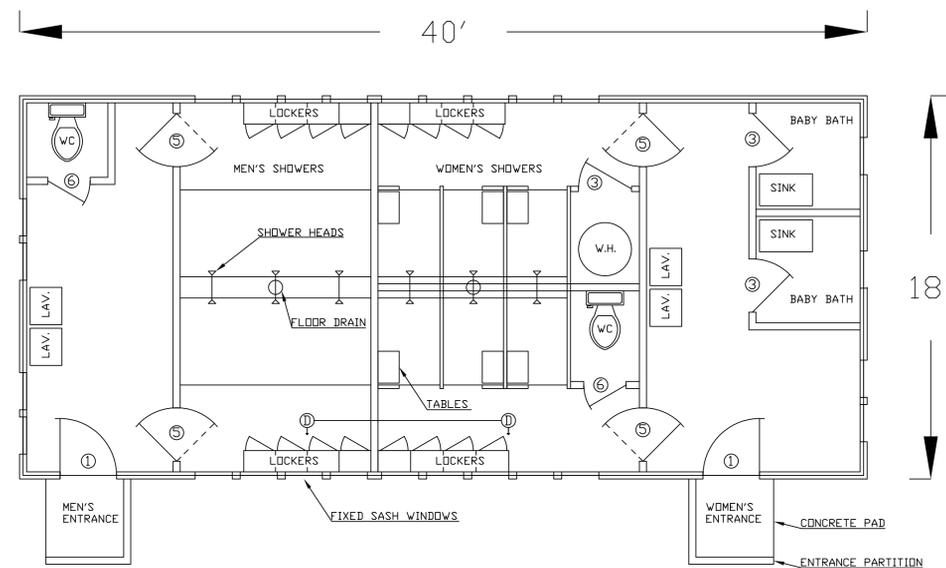 40'
LOCKERS
LOCKERS
WC
5
5
3
BABY BATH
6
MEN'S SHOWERS
WOMEN'S SHOWERS
3
SINK
SHOWER HEADS
W.H.
SINK
LAV.
LAV.
18
3
BABY BATH
LAV.
LAV.
FLOOR DRAIN
WC
6
TABLES
D
D
5
5
1
LOCKERS
LOCKERS
1
MEN'S
ENTRANCE
FIXED SASH WINDOWS
WOMEN'S
ENTRANCE
CONCRETE PAD
ENTRANCE PARTITION